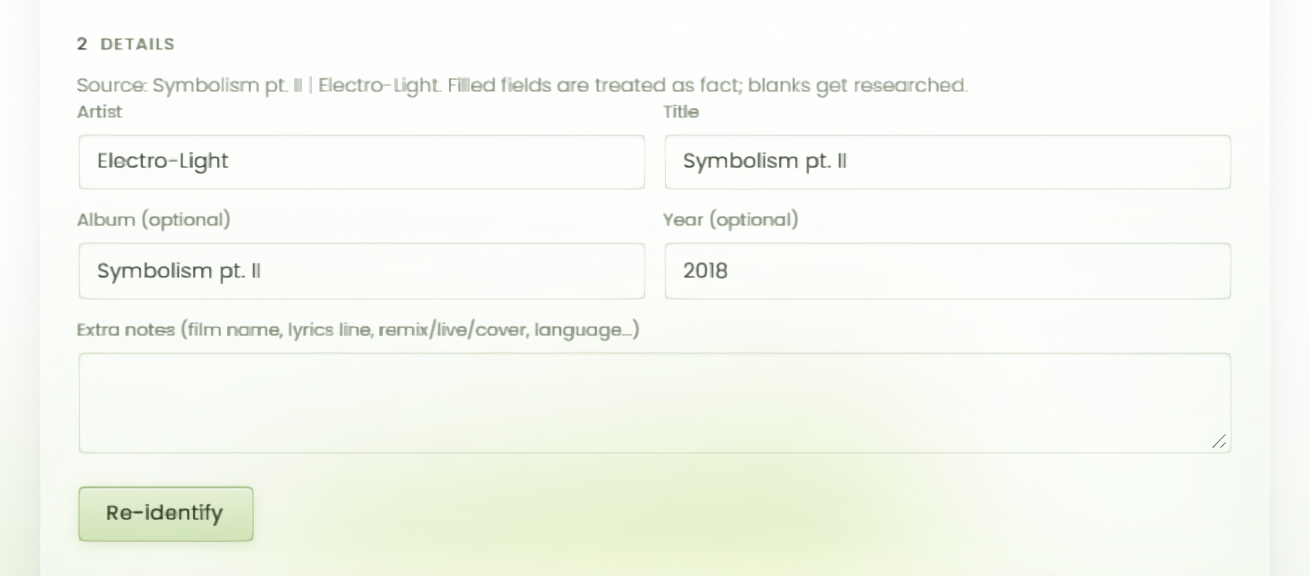 2 DETAILS
Source: Symbolism pt. II | Electro-Light. Filled fields are treated as fact; blanks get researched.
Artist Title
Electro-Light Symbolism pt. II
Album (optional) Year (optional)
Symbolism pt. II 2018
Extra notes (film name, lyrics line, remix/live/cover, language…)
Re-identify